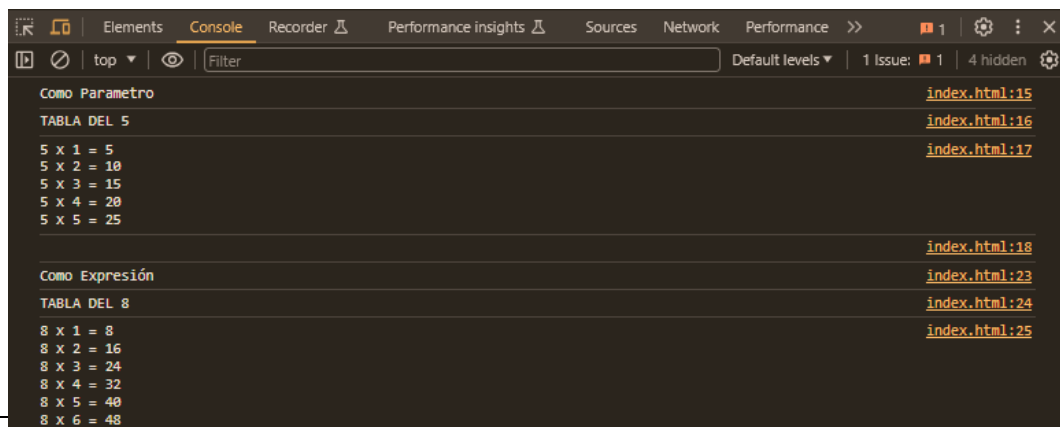 Elements Console Recorder Performance insights Sources Network Performance >> 1
top Filter Default levels 1 Issue: 1 4 hidden
Como Parametro index.html:15
TABLA DEL 5 index.html:16
5 x 1 = 5 index.html:17
5 x 2 = 10
5 x 3 = 15
5 x 4 = 20
5 x 5 = 25
index.html:18
Como Expresión index.html:23
TABLA DEL 8 index.html:24
8 x 1 = 8 index.html:25
8 x 2 = 16
8 x 3 = 24
8 x 4 = 32
8 x 5 = 40
8 x 6 = 48